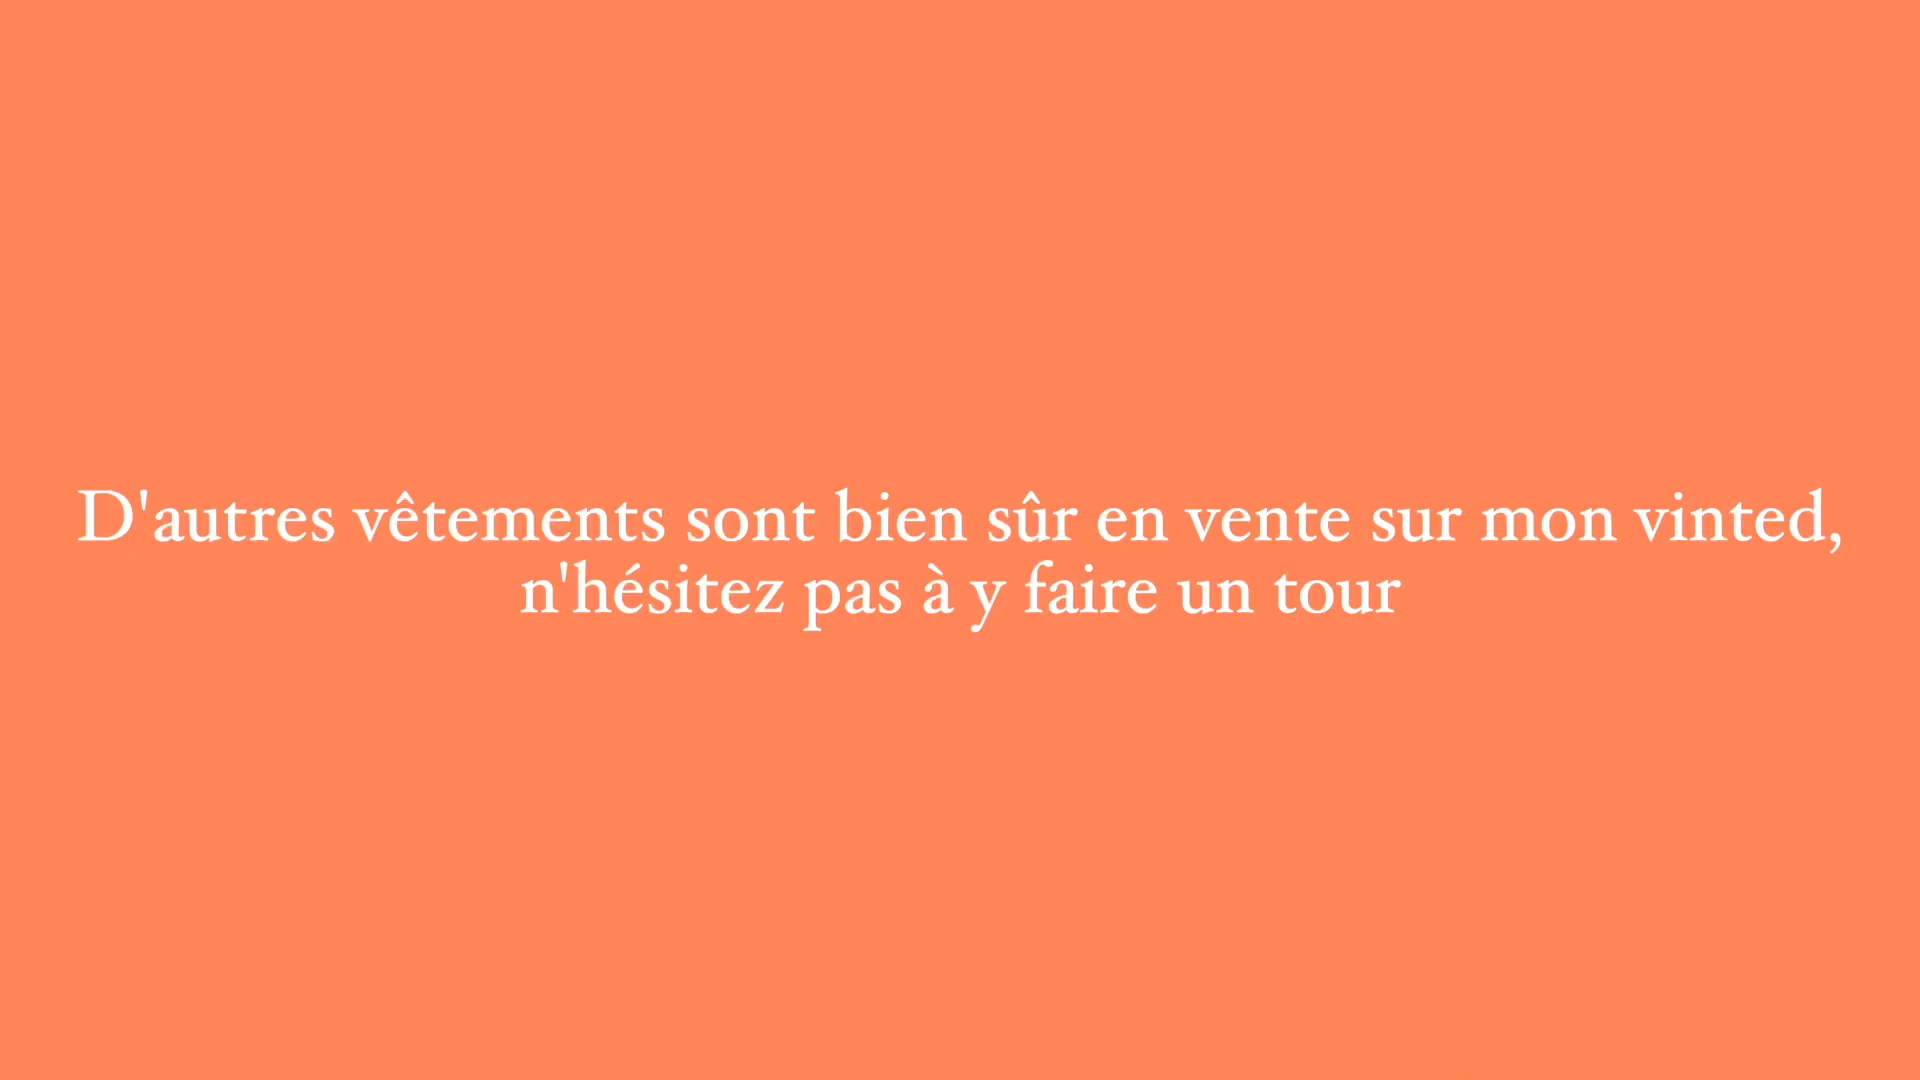 D'autres vêtements sont bien sûr en vente sur mon vinted,
n'hésitez pas à y faire un tour